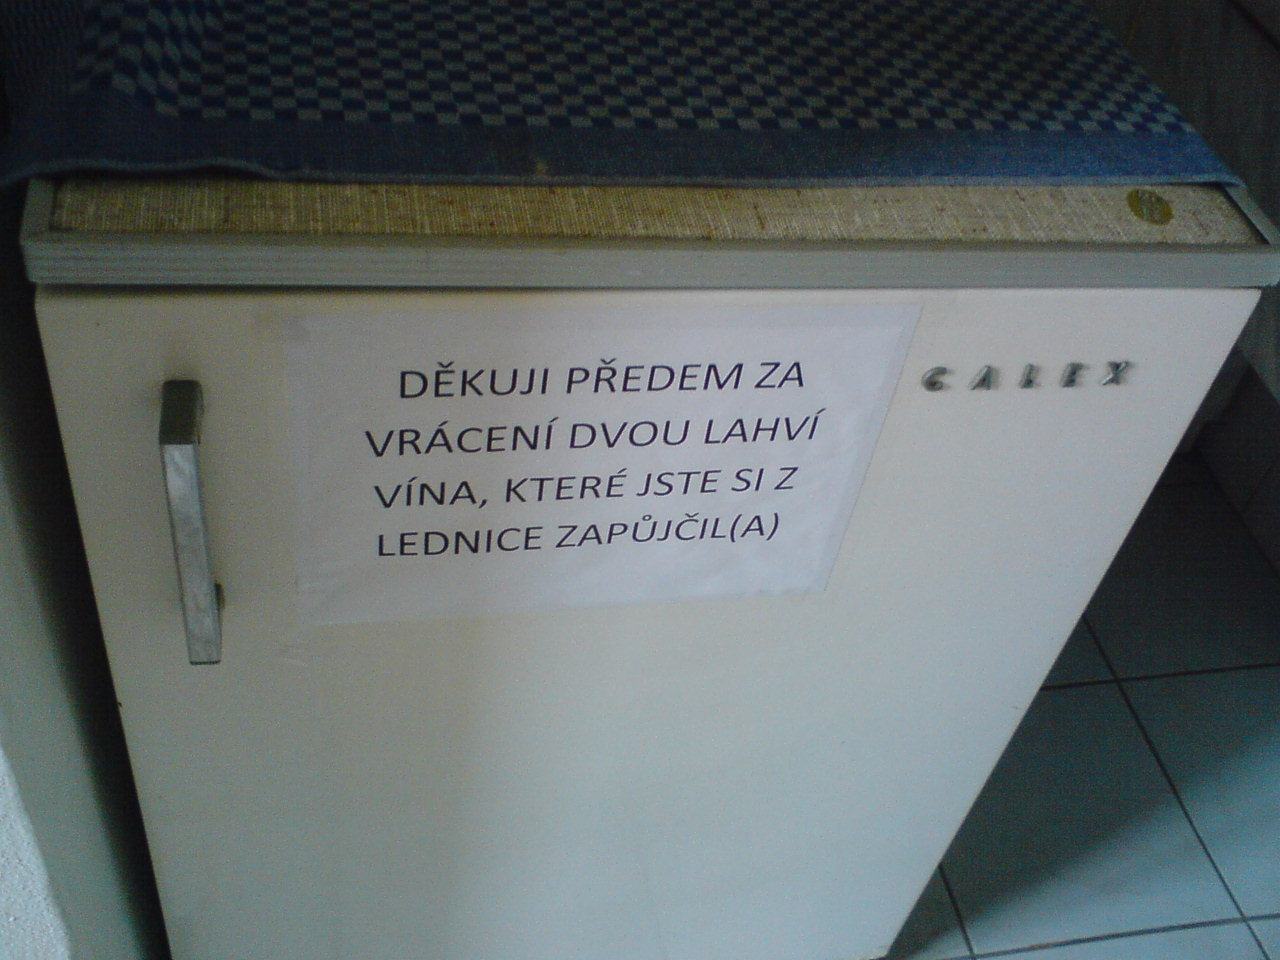 DĚKUJI PŘEDEM ZA
VRÁCENÍ DVOU LAHVÍ
VÍNA, KTERÉ JSTE SI Z
LEDNICE ZAPŮJČIL(A)
CALEX